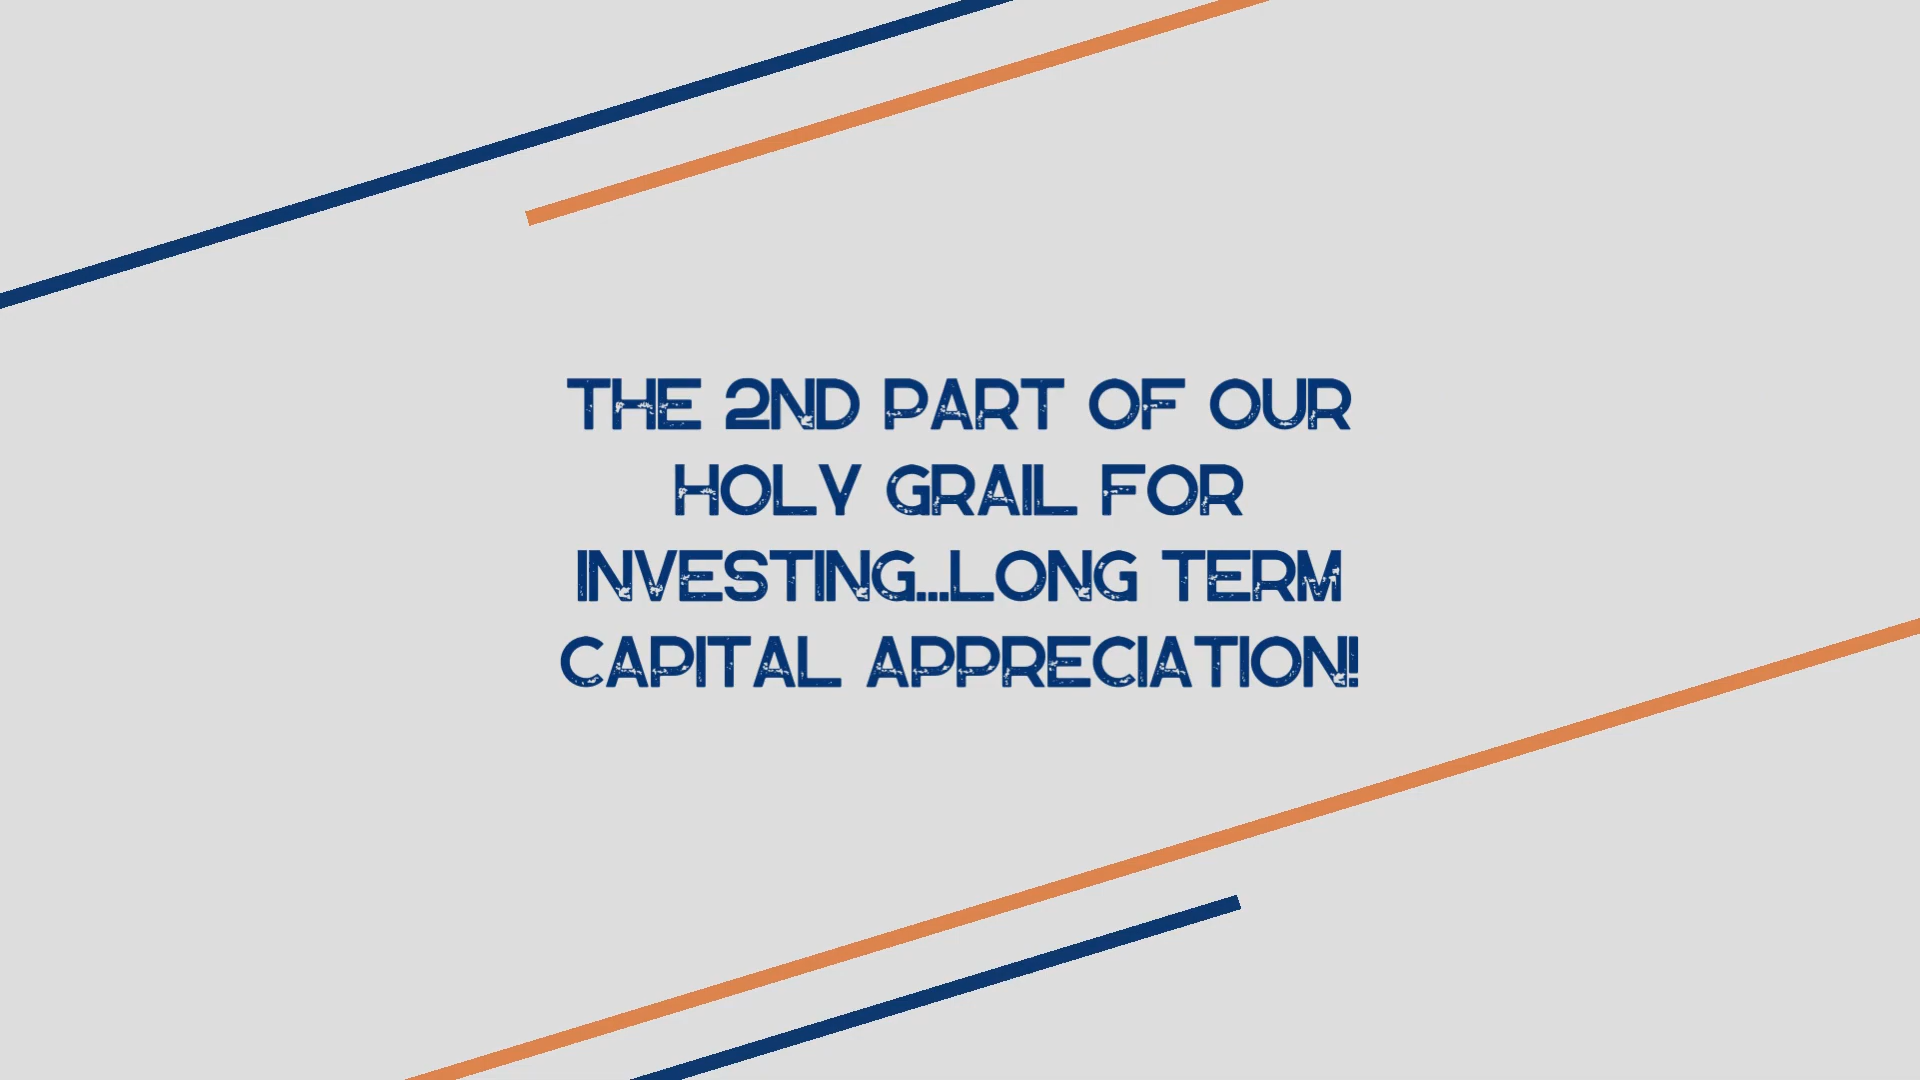 THE 2ND PART OF OUR
HOLY GRAIL FOR
INVESTING...LONG TERM
CAPITAL APPRECIATION!